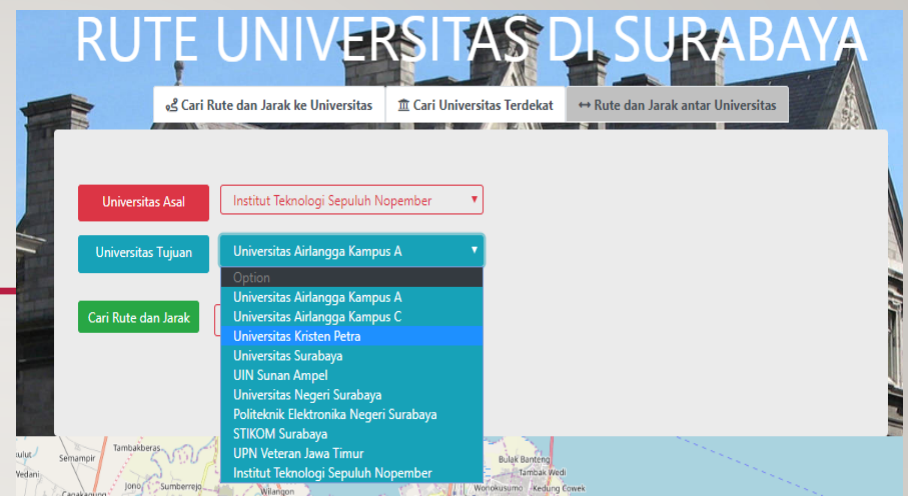 RUTE UNIVERSITAS DI SURABAYA
Cari Rute dan Jarak ke Universitas
Cari Universitas Terdekat
Rute dan Jarak antar Universitas
Universitas Asal
Institut Teknologi Sepuluh Nopember
Universitas Tujuan
Universitas Airlangga Kampus A
Option
Universitas Airlangga Kampus A
Universitas Airlangga Kampus C
Cari Rute dan Jarak
Universitas Kristen Petra
Universitas Surabaya
UIN Sunan Ampel
Universitas Negeri Surabaya
Politeknik Elektronika Negeri Surabaya
STIKOM Surabaya
UPN Veteran Jawa Timur
Institut Teknologi Sepuluh Nopember
Tambakberas
Semampir
Jono
Sumberrejo
Wilangon
Bulak Banteng
Tambak Wedi
Wonokusumo
Kedung Cowek